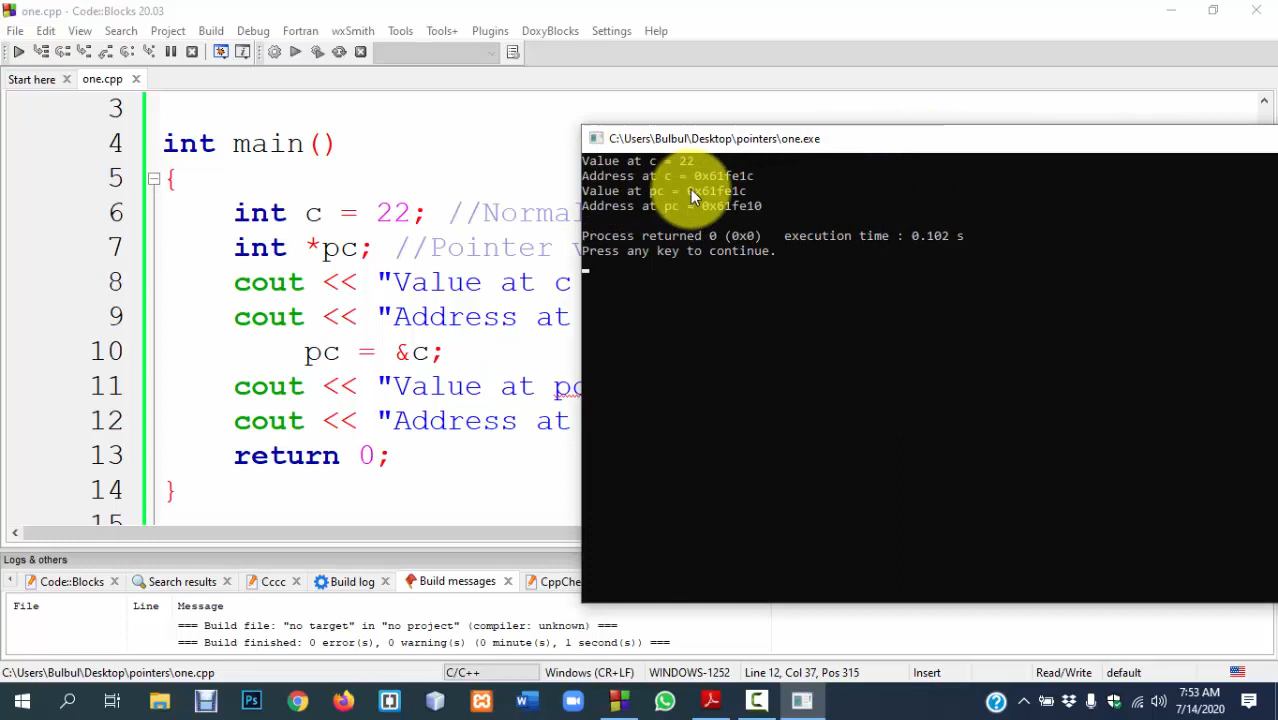 one.cpp - Code::Blocks 20.03
File Edit View Search Project Build Debug Fortran wxSmith Tools Tools+ Plugins DoxyBlocks Settings Help
Start here one.cpp
3
4 int main()
5 {
6 int c = 22; //Normal
7 int *pc; //Pointer
8 cout << "Value at c
9 cout << "Address at
10 pc = &c;
11 cout << "Value at pc
12 cout << "Address at
13 return 0;
14 }
15
C:\Users\Bulbul\Desktop\pointers\one.exe
Value at c = 22
Address at c = 0x61fe1c
Value at pc = 0x61fe1c
Address at pc = 0x61fe10
Process returned 0 (0x0) execution time : 0.102 s
Press any key to continue.
Logs & others
Code::Blocks Search results Cccc Build log Build messages CppChe
File Line Message
=== Build file: "no target" in "no project" (compiler: unknown) ===
=== Build finished: 0 error(s), 0 warning(s) (0 minute(s), 1 second(s)) ===
C:\Users\Bulbul\Desktop\pointers\one.cpp C/C++ Windows (CR+LF) WINDOWS-1252 Line 12, Col 37, Pos 315 Insert Read/Write default
7:53 AM
7/14/2020